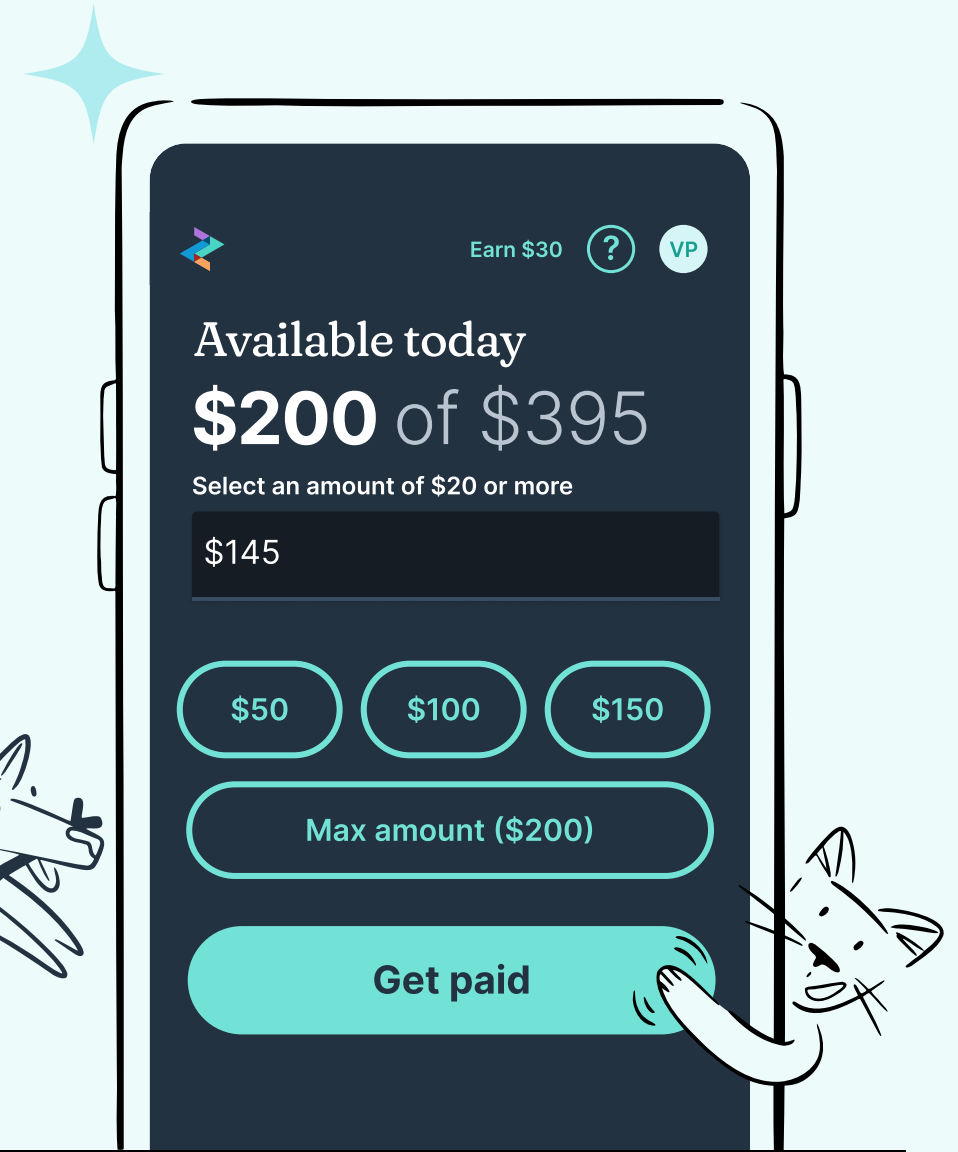 Earn $30 ? VP
Available today
$200 of $395
Select an amount of $20 or more
$145
$50 $100 $150
Max amount ($200)
Get paid